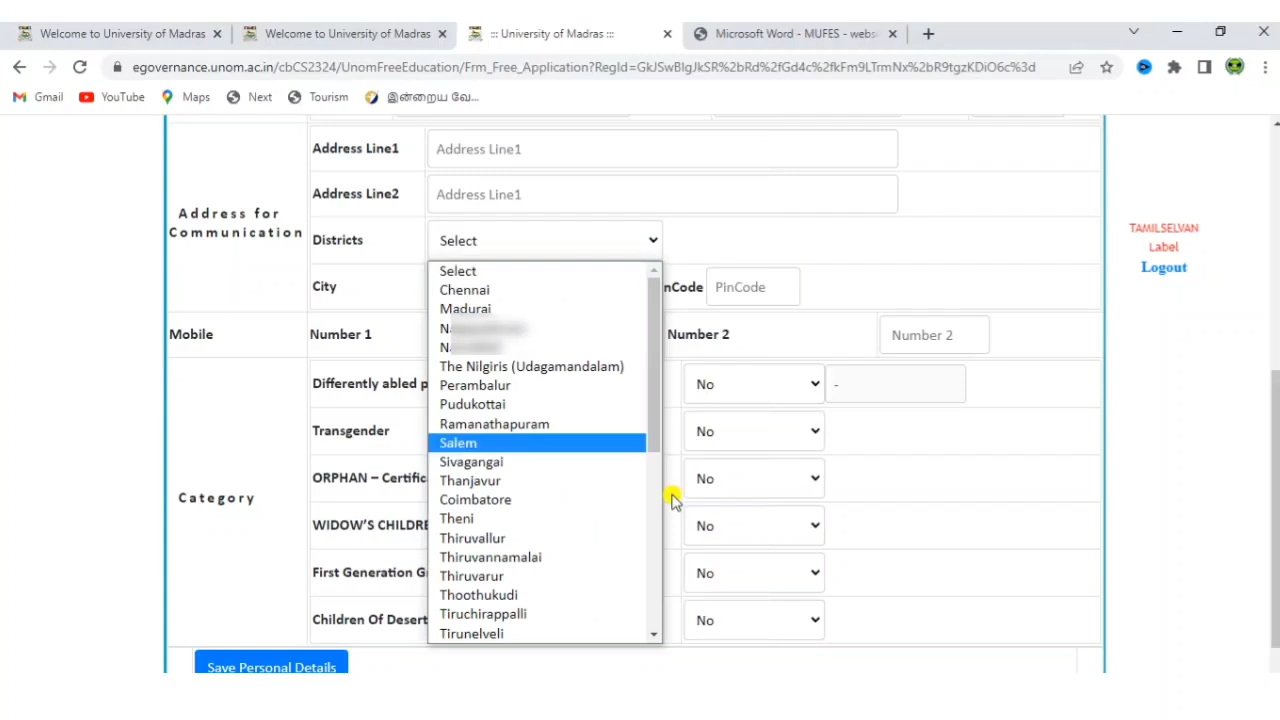 Welcome to University of Madras
Welcome to University of Madras
::: University of Madras :::
Microsoft Word - MUFES - webs
egovernance.unom.ac.in/cbCS2324/UnomFreeEducation/Frm_Free_Application?RegId=GkJSwBIgJkSR%2bRd%2fGd4c%2fkFm9LTrmNx%2bR9tgzKDiO6c%3d
Gmail YouTube Maps Next Tourism இன்றைய வே...
Address for Communication
Address Line1 Address Line1
Address Line2 Address Line1
Districts Select
City
nCode PinCode
Select
Chennai
Madurai
The Nilgiris (Udagamandalam)
Perambalur
Pudukottai
Ramanathapuram
Salem
Sivagangai
Thanjavur
Coimbatore
Theni
Thiruvallur
Thiruvannamalai
Thiruvarur
Thoothukudi
Tiruchirappalli
Tirunelveli
Mobile Number 1 Number 2 Number 2
Category
Differently abled p No -
Transgender No
ORPHAN – Certific No
WIDOW'S CHILDRE No
First Generation G No
Children Of Desert No
Save Personal Details
TAMILSELVAN
Label
Logout